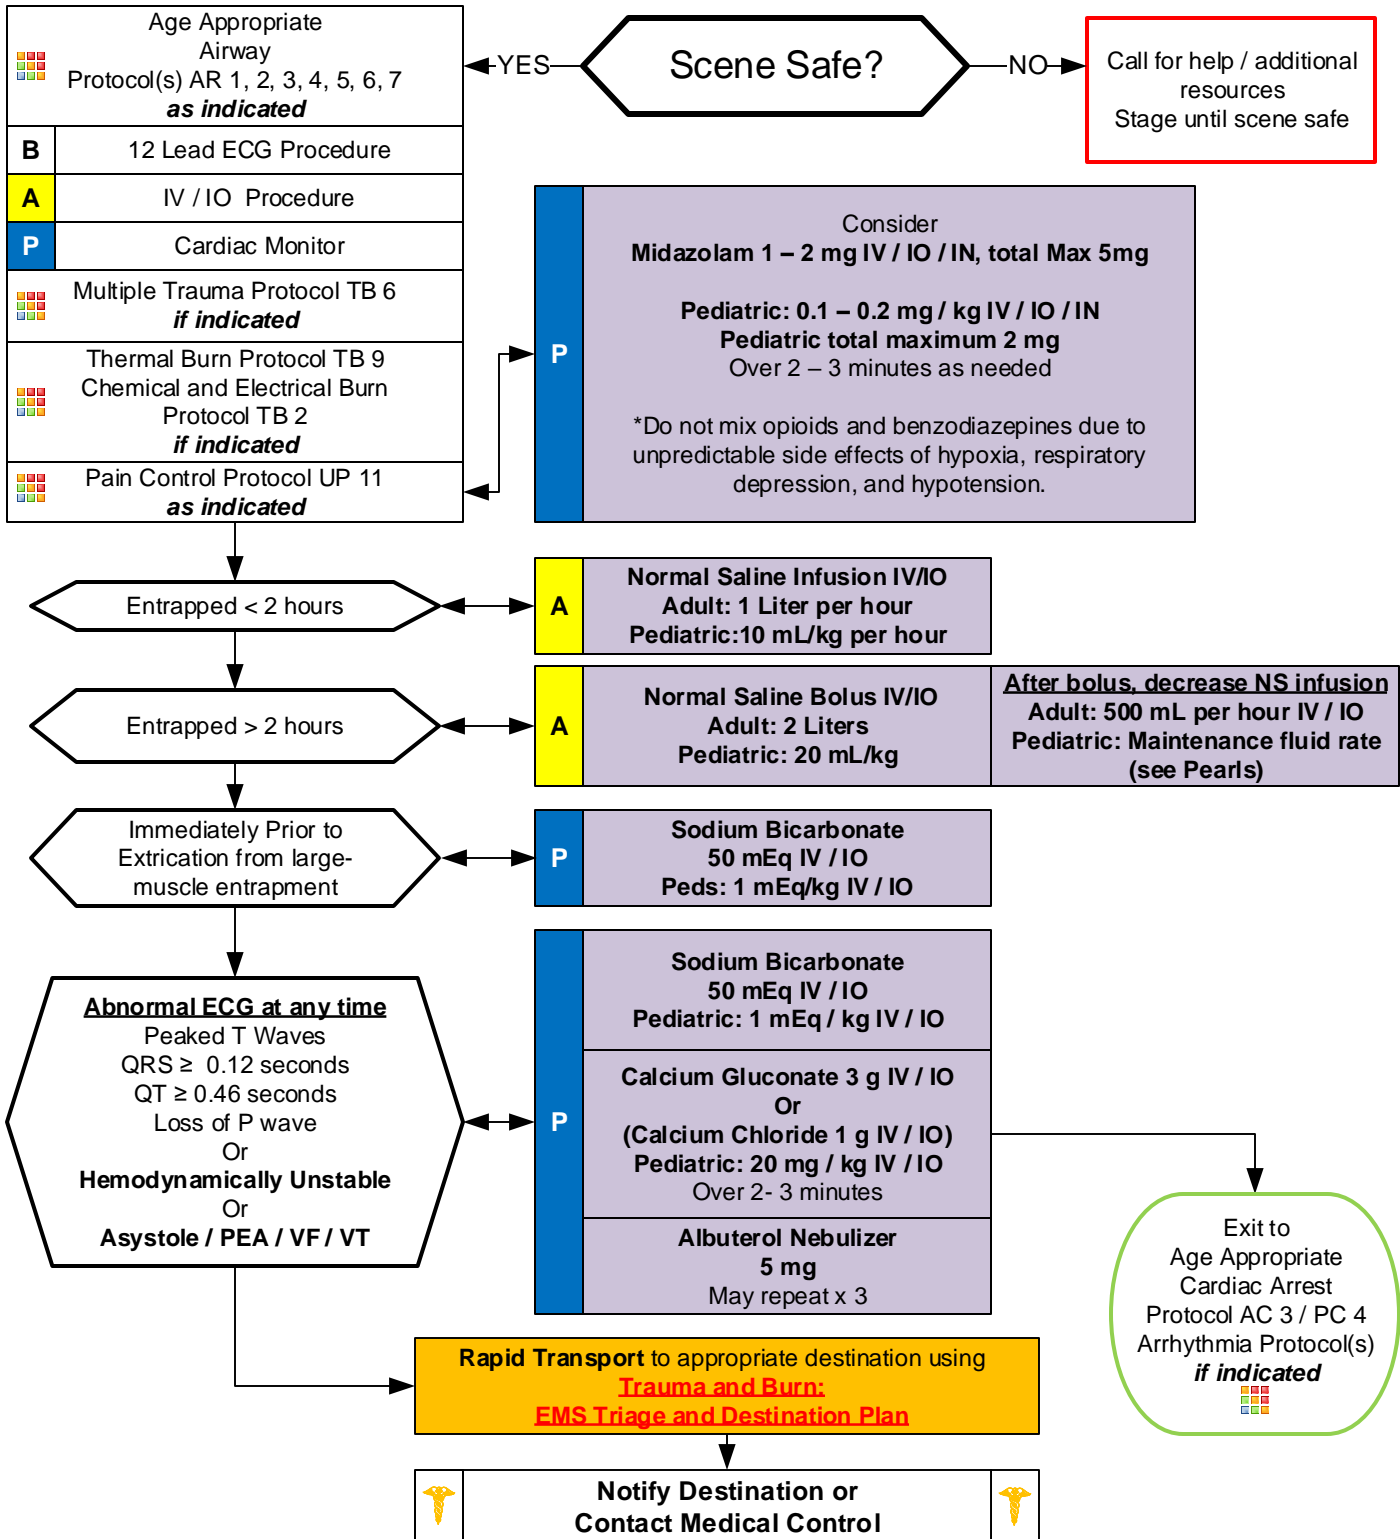 Age Appropriate
Airway
Protocol(s) AR 1, 2, 3, 4, 5, 6, 7
as indicated
YES
Scene Safe?
NO
Call for help / additional
resources
Stage until scene safe
B
12 Lead ECG Procedure
A
IV / IO Procedure
P
Cardiac Monitor
Multiple Trauma Protocol TB 6
if indicated
Thermal Burn Protocol TB 9
Chemical and Electrical Burn
Protocol TB 2
if indicated
Pain Control Protocol UP 11
as indicated
P
Consider
Midazolam 1 – 2 mg IV / IO / IN, total Max 5mg
Pediatric: 0.1 – 0.2 mg / kg IV / IO / IN
Pediatric total maximum 2 mg
Over 2 – 3 minutes as needed
*Do not mix opioids and benzodiazepines due to
unpredictable side effects of hypoxia, respiratory
depression, and hypotension.
Entrapped < 2 hours
A
Normal Saline Infusion IV/IO
Adult: 1 Liter per hour
Pediatric:10 mL/kg per hour
Entrapped > 2 hours
A
Normal Saline Bolus IV/IO
Adult: 2 Liters
Pediatric: 20 mL/kg
After bolus, decrease NS infusion
Adult: 500 mL per hour IV / IO
Pediatric: Maintenance fluid rate
(see Pearls)
Immediately Prior to
Extrication from large-
muscle entrapment
P
Sodium Bicarbonate
50 mEq IV / IO
Peds: 1 mEq/kg IV / IO
Abnormal ECG at any time
Peaked T Waves
QRS ≥ 0.12 seconds
QT ≥ 0.46 seconds
Loss of P wave
Or
Hemodynamically Unstable
Or
Asystole / PEA / VF / VT
P
Sodium Bicarbonate
50 mEq IV / IO
Pediatric: 1 mEq / kg IV / IO
Calcium Gluconate 3 g IV / IO
Or
(Calcium Chloride 1 g IV / IO)
Pediatric: 20 mg / kg IV / IO
Over 2- 3 minutes
Albuterol Nebulizer
5 mg
May repeat x 3
Exit to
Age Appropriate
Cardiac Arrest
Protocol AC 3 / PC 4
Arrhythmia Protocol(s)
if indicated
Rapid Transport to appropriate destination using
Trauma and Burn:
EMS Triage and Destination Plan
Notify Destination or
Contact Medical Control